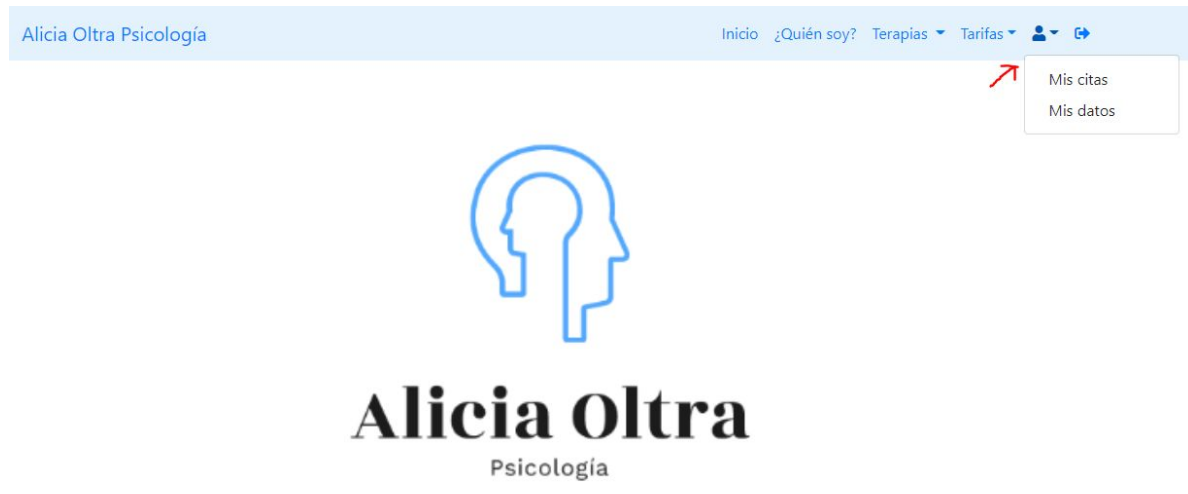 Alicia Oltra Psicología Inicio ¿Quién soy? Terapias Tarifas
Mis citas
Mis datos
Alicia Oltra
Psicología